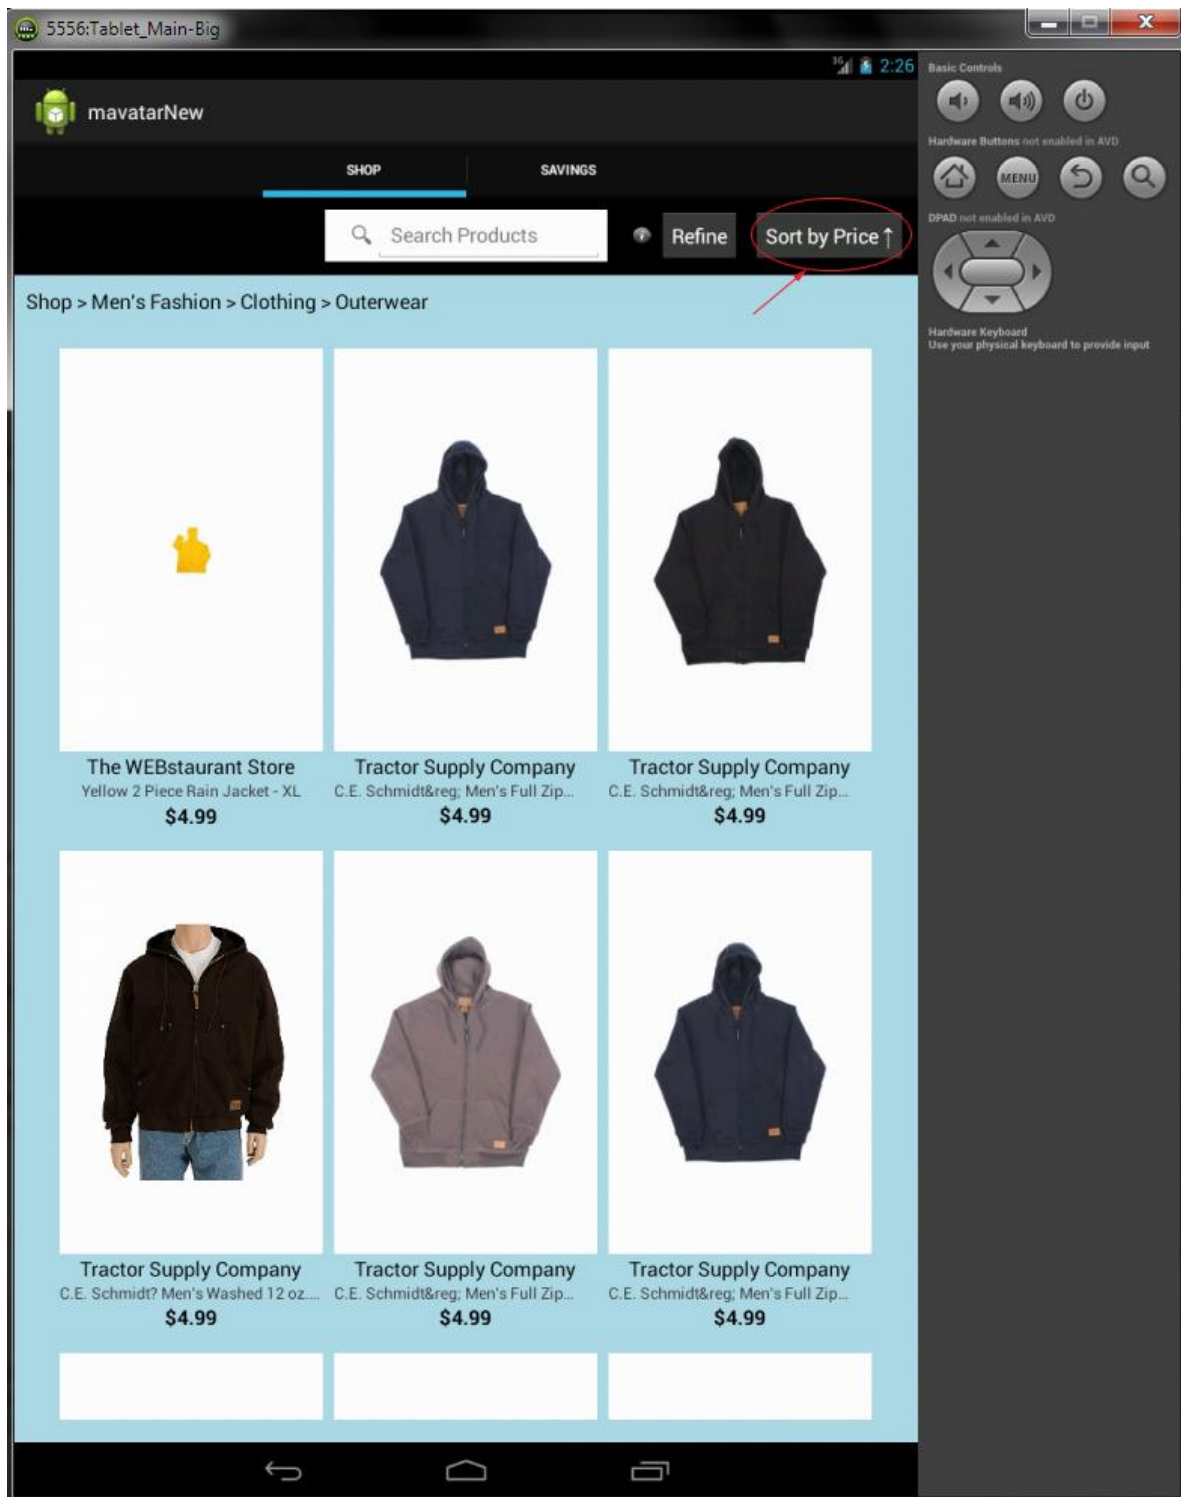 5556:Tablet_Main-Big
3G 2:26
Basic Controls
mavatarNew
Hardware Buttons not enabled in AVD
MENU
SHOP SAVINGS
DPAD not enabled in AVD
Search Products Refine Sort by Price↑
Shop > Men's Fashion > Clothing > Outerwear
Hardware Keyboard
Use your physical keyboard to provide input
The WEBstaurant Store Tractor Supply Company Tractor Supply Company
Yellow 2 Piece Rain Jacket - XL C.E. Schmidt&reg; Men's Full Zip... C.E. Schmidt&reg; Men's Full Zip...
$4.99 $4.99 $4.99
Tractor Supply Company Tractor Supply Company Tractor Supply Company
C.E. Schmidt? Men's Washed 12 oz.... C.E. Schmidt&reg; Men's Full Zip... C.E. Schmidt&reg; Men's Full Zip...
$4.99 $4.99 $4.99